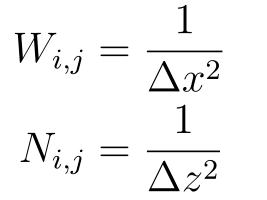 W_{i,j} = \frac{1}{\Delta x^2}
N_{i,j} = \frac{1}{\Delta z^2}